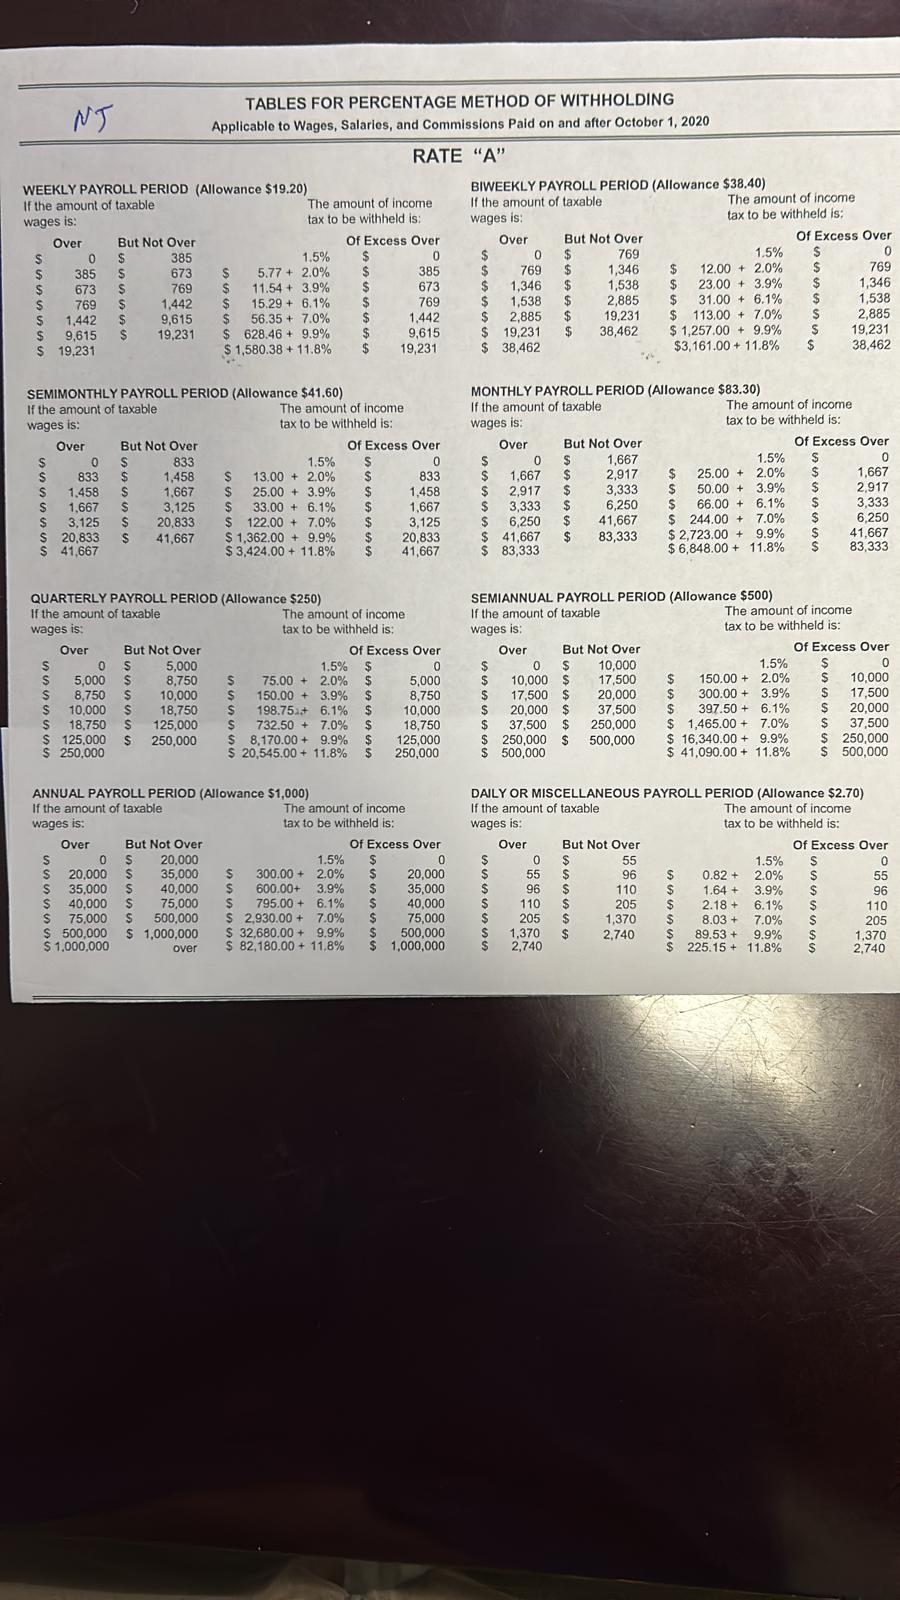 NJ
TABLES FOR PERCENTAGE METHOD OF WITHHOLDING
Applicable to Wages, Salaries, and Commissions Paid on and after October 1, 2020
RATE “A”
WEEKLY PAYROLL PERIOD (Allowance $19.20)
If the amount of taxable The amount of income
wages is: tax to be withheld is:
Over But Not Over Of Excess Over
$ 0 $ 385 1.5% $ 0
$ 385 $ 673 $ 5.77 + 2.0% $ 385
$ 673 $ 769 $ 11.54 + 3.9% $ 673
$ 769 $ 1,442 $ 15.29 + 6.1% $ 769
$ 1,442 $ 9,615 $ 56.35 + 7.0% $ 1,442
$ 9,615 $ 19,231 $ 628.46 + 9.9% $ 9,615
$ 19,231 $ 1,580.38 + 11.8% $ 19,231
BIWEEKLY PAYROLL PERIOD (Allowance $38.40)
If the amount of taxable The amount of income
wages is: tax to be withheld is:
Over But Not Over Of Excess Over
$ 0 $ 769 1.5% $ 0
$ 769 $ 1,346 $ 12.00 + 2.0% $ 769
$ 1,346 $ 1,538 $ 23.00 + 3.9% $ 1,346
$ 1,538 $ 2,885 $ 31.00 + 6.1% $ 1,538
$ 2,885 $ 19,231 $ 113.00 + 7.0% $ 2,885
$ 19,231 $ 38,462 $ 1,257.00 + 9.9% $ 19,231
$ 38,462 $3,161.00 + 11.8% $ 38,462
SEMIMONTHLY PAYROLL PERIOD (Allowance $41.60)
If the amount of taxable The amount of income
wages is: tax to be withheld is:
Over But Not Over Of Excess Over
$ 0 $ 833 1.5% $ 0
$ 833 $ 1,458 $ 13.00 + 2.0% $ 833
$ 1,458 $ 1,667 $ 25.00 + 3.9% $ 1,458
$ 1,667 $ 3,125 $ 33.00 + 6.1% $ 1,667
$ 3,125 $ 20,833 $ 122.00 + 7.0% $ 3,125
$ 20,833 $ 41,667 $ 1,362.00 + 9.9% $ 20,833
$ 41,667 $ 3,424.00 + 11.8% $ 41,667
MONTHLY PAYROLL PERIOD (Allowance $83.30)
If the amount of taxable The amount of income
wages is: tax to be withheld is:
Over But Not Over Of Excess Over
$ 0 $ 1,667 1.5% $ 0
$ 1,667 $ 2,917 $ 25.00 + 2.0% $ 1,667
$ 2,917 $ 3,333 $ 50.00 + 3.9% $ 2,917
$ 3,333 $ 6,250 $ 66.00 + 6.1% $ 3,333
$ 6,250 $ 41,667 $ 244.00 + 7.0% $ 6,250
$ 41,667 $ 83,333 $ 2,723.00 + 9.9% $ 41,667
$ 83,333 $ 6,848.00 + 11.8% $ 83,333
QUARTERLY PAYROLL PERIOD (Allowance $250)
If the amount of taxable The amount of income
wages is: tax to be withheld is:
Over But Not Over Of Excess Over
$ 0 $ 5,000 1.5% $ 0
$ 5,000 $ 8,750 $ 75.00 + 2.0% $ 5,000
$ 8,750 $ 10,000 $ 150.00 + 3.9% $ 8,750
$ 10,000 $ 18,750 $ 198.75 + 6.1% $ 10,000
$ 18,750 $ 125,000 $ 732.50 + 7.0% $ 18,750
$ 125,000 $ 250,000 $ 8,170.00 + 9.9% $ 125,000
$ 250,000 $ 20,545.00 + 11.8% $ 250,000
SEMIANNUAL PAYROLL PERIOD (Allowance $500)
If the amount of taxable The amount of income
wages is: tax to be withheld is:
Over But Not Over Of Excess Over
$ 0 $ 10,000 1.5% $ 0
$ 10,000 $ 17,500 $ 150.00 + 2.0% $ 10,000
$ 17,500 $ 20,000 $ 300.00 + 3.9% $ 17,500
$ 20,000 $ 37,500 $ 397.50 + 6.1% $ 20,000
$ 37,500 $ 250,000 $ 1,465.00 + 7.0% $ 37,500
$ 250,000 $ 500,000 $ 16,340.00 + 9.9% $ 250,000
$ 500,000 $ 41,090.00 + 11.8% $ 500,000
ANNUAL PAYROLL PERIOD (Allowance $1,000)
If the amount of taxable The amount of income
wages is: tax to be withheld is:
Over But Not Over Of Excess Over
$ 0 $ 20,000 1.5% $ 0
$ 20,000 $ 35,000 $ 300.00 + 2.0% $ 20,000
$ 35,000 $ 40,000 $ 600.00+ 3.9% $ 35,000
$ 40,000 $ 75,000 $ 795.00 + 6.1% $ 40,000
$ 75,000 $ 500,000 $ 2,930.00 + 7.0% $ 75,000
$ 500,000 $ 1,000,000 $ 32,680.00 + 9.9% $ 500,000
$ 1,000,000 over $ 82,180.00 + 11.8% $ 1,000,000
DAILY OR MISCELLANEOUS PAYROLL PERIOD (Allowance $2.70)
If the amount of taxable The amount of income
wages is: tax to be withheld is:
Over But Not Over Of Excess Over
$ 0 $ 55 1.5% $ 0
$ 55 $ 96 $ 0.82 + 2.0% $ 55
$ 96 $ 110 $ 1.64 + 3.9% $ 96
$ 110 $ 205 $ 2.18 + 6.1% $ 110
$ 205 $ 1,370 $ 8.03 + 7.0% $ 205
$ 1,370 $ 2,740 $ 89.53 + 9.9% $ 1,370
$ 2,740 $ 225.15 + 11.8% $ 2,740